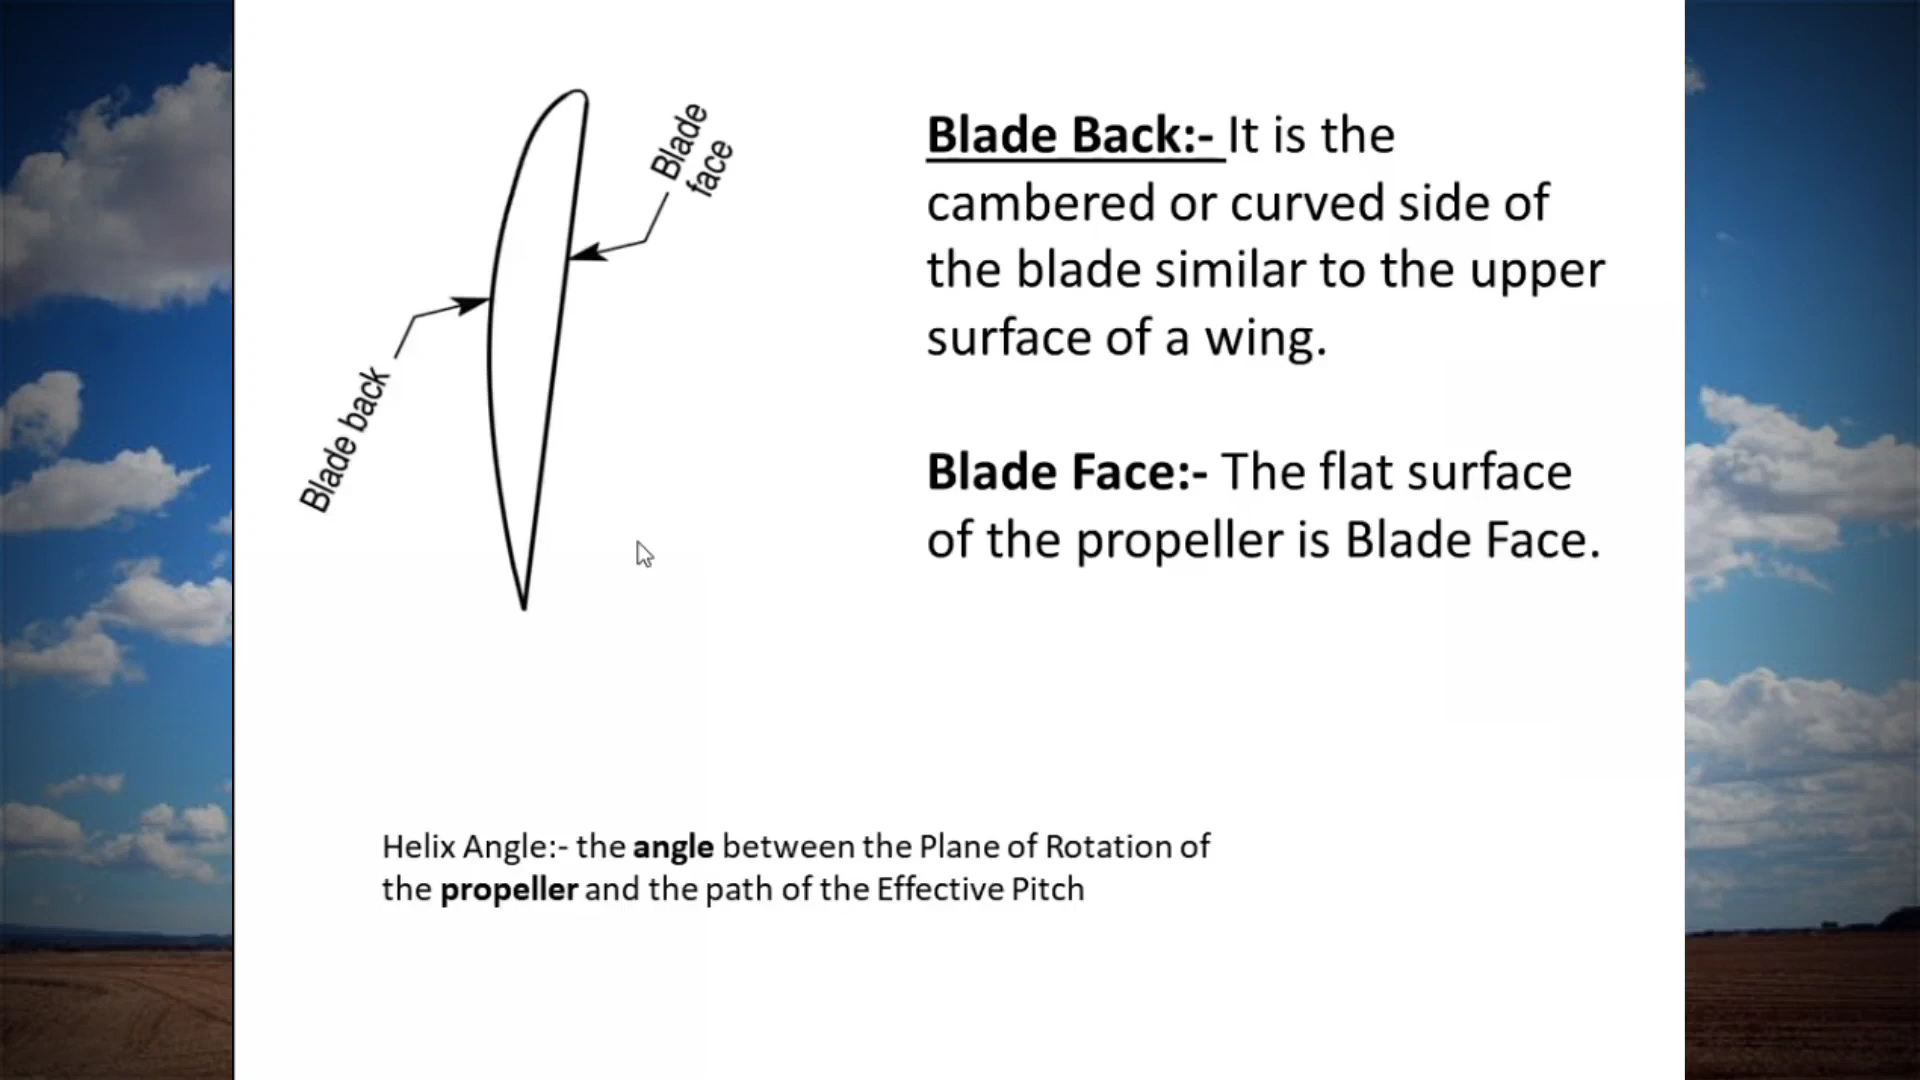 Blade
face
Blade back
Blade Back:- It is the
cambered or curved side of
the blade similar to the upper
surface of a wing.
Blade Face:- The flat surface
of the propeller is Blade Face.
Helix Angle:- the angle between the Plane of Rotation of
the propeller and the path of the Effective Pitch